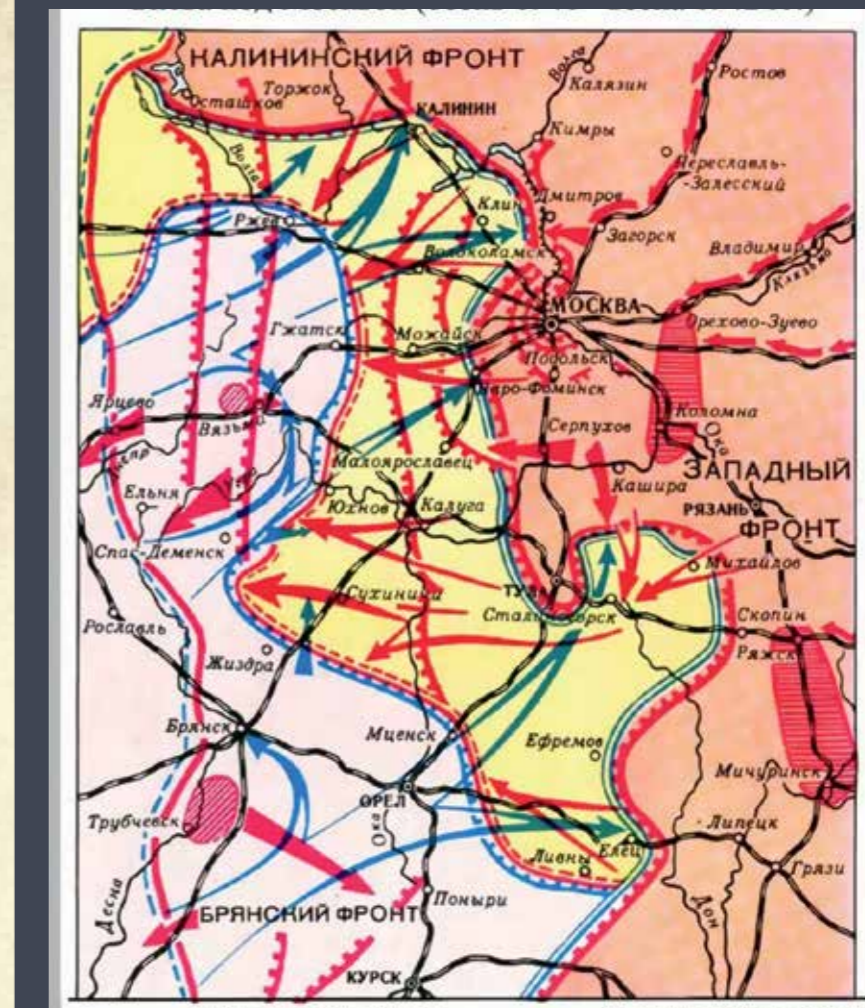 КАЛИНИНСКИЙ ФРОНТ
Ростов
Торжок
Волга
Калязин
Осташков
КАЛИНИН
Кимры
Переславль-
-Залесский
Волга
Дмитров
Клин
Ржев
Загорск
Владимир
Волоколамск
Клязьма
МОСКВА
Орехово-Зуево
Гжатск
Можайск
Подольск
Наро-Фоминск
Ярцево
Вязьма
Серпухов
Коломна
Ока
Днепр
Малоярославец
ЗАПАДНЫЙ
ФРОНТ
Угра
Кашира
Ельня
Юхнов
Калуга
РЯЗАНЬ
Спас-Деменск
Михайлов
ТУЛА
Сухиничи
Сталиногорск
Скопин
Рославль
Ряжск
Жиздра
Брянск
Мценск
Ефремов
Мичуринск
ОРЕЛ
Трубчевск
Ока
Липецк
Елец
Ливны
Грязи
Десна
Поныри
Дон
БРЯНСКИЙ ФРОНТ
КУРСК